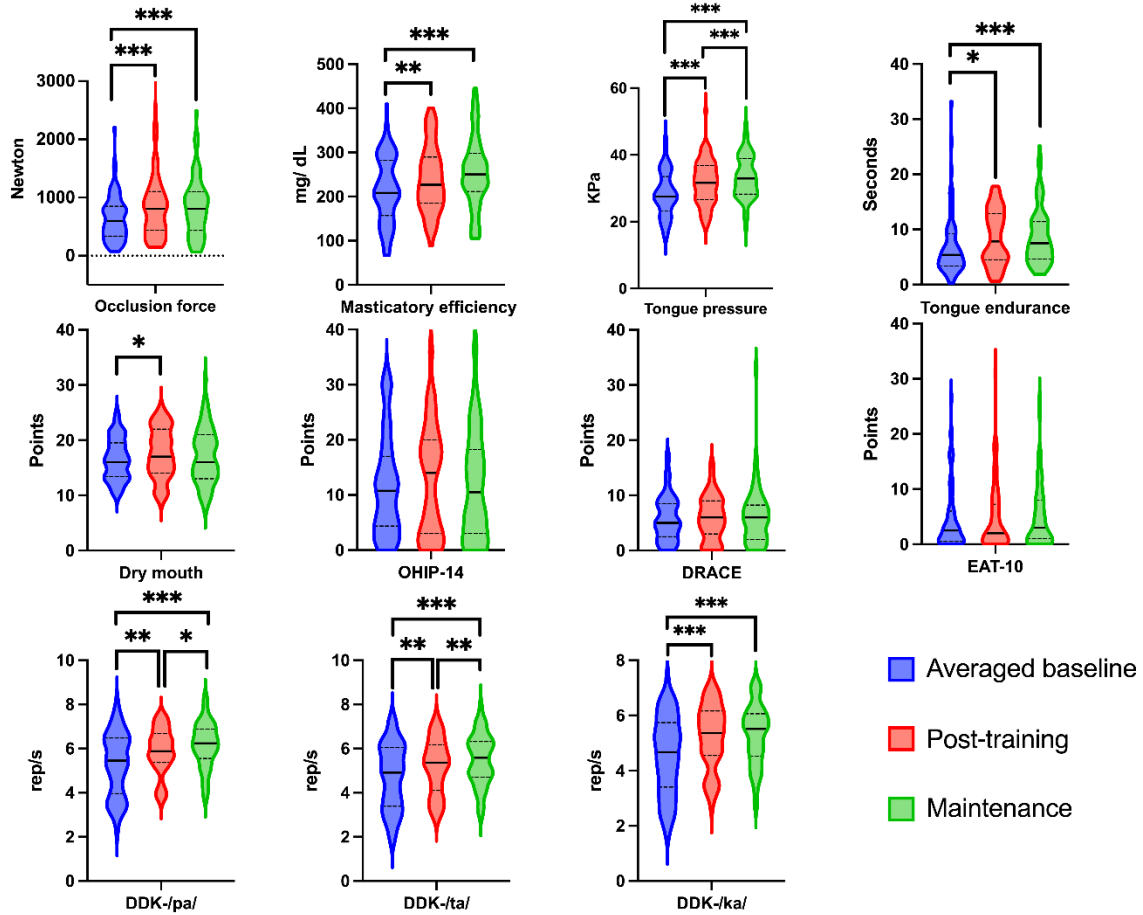 ***
***
Newton
3000
2000
1000
0
Occlusion force
***
**
mg/ dL
500
400
300
200
100
0
Masticatory efficiency
***
***
***
KPa
60
40
20
0
Tongue pressure
***
*
Seconds
40
30
20
10
0
Tongue endurance
*
Points
40
30
20
10
0
Dry mouth
Points
40
30
20
10
0
OHIP-14
Points
40
30
20
10
0
DRACE
Points
40
30
20
10
0
EAT-10
***
**
*
rep/s
10
8
6
4
2
0
DDK-/pa/
***
**
**
rep/s
10
8
6
4
2
0
DDK-/ta/
***
***
rep/s
8
6
4
2
0
DDK-/ka/
Averaged baseline
Post-training
Maintenance